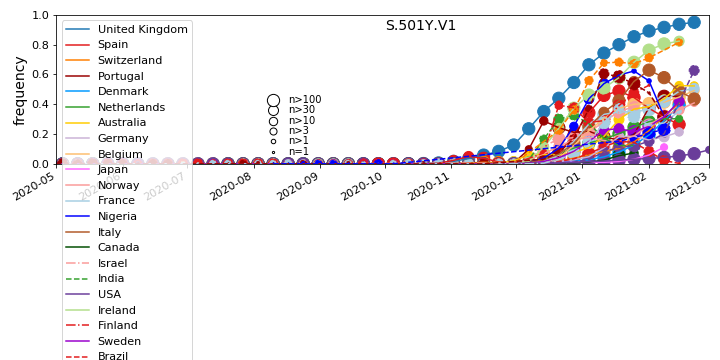 S.501Y.V1
frequency
1.0
0.8
0.6
0.4
0.2
0.0
United Kingdom
Spain
Switzerland
Portugal
Denmark
Netherlands
Australia
Germany
Belgium
Japan
Norway
France
Nigeria
Italy
Canada
Israel
India
USA
Ireland
Finland
Sweden
Brazil
n>100
n>30
n>10
n>3
n>1
n=1
2020-05
2020-07
2020-08
2020-09
2020-10
2020-11
2020-12
2021-01
2021-02
2021-03